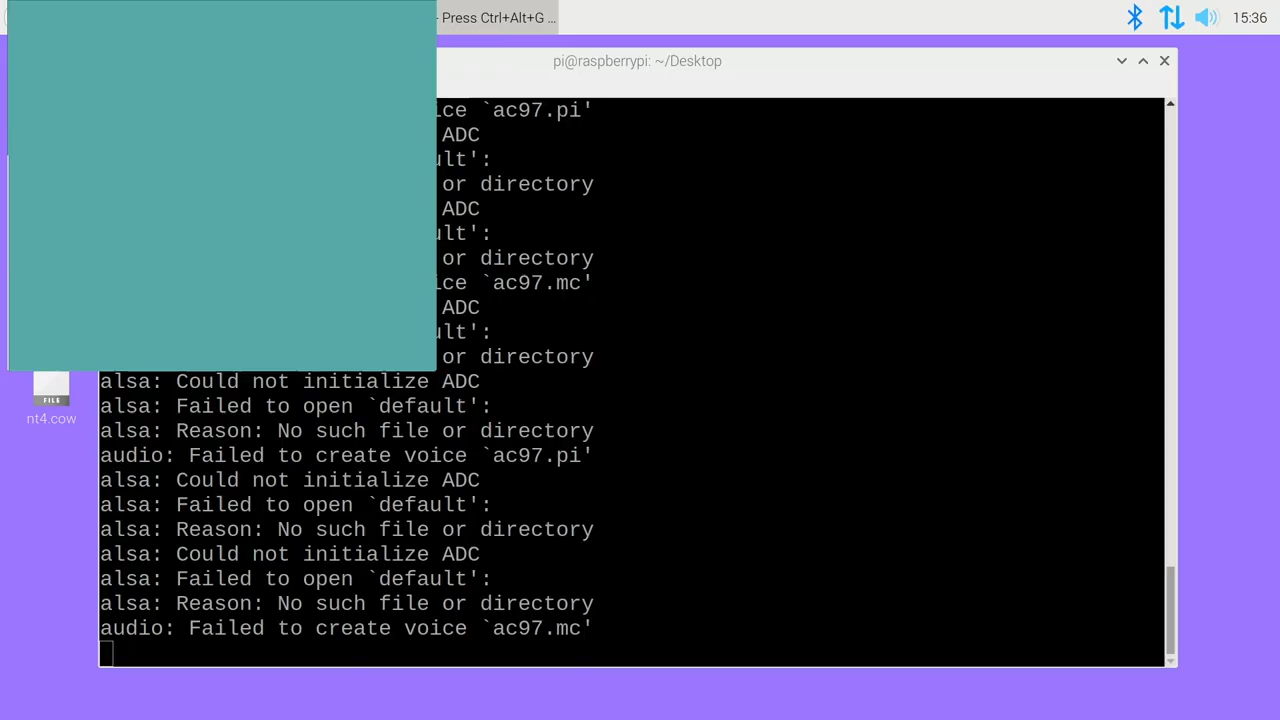 - Press Ctrl+Alt+G ...
15:36
pi@raspberrypi: ~/Desktop
ice `ac97.pi'
ADC
ult':
or directory
ADC
ult':
or directory
ice `ac97.mc'
ADC
ult':
or directory
alsa: Could not initialize ADC
alsa: Failed to open `default':
alsa: Reason: No such file or directory
audio: Failed to create voice `ac97.pi'
alsa: Could not initialize ADC
alsa: Failed to open `default':
alsa: Reason: No such file or directory
alsa: Could not initialize ADC
alsa: Failed to open `default':
alsa: Reason: No such file or directory
audio: Failed to create voice `ac97.mc'
FILE
nt4.cow